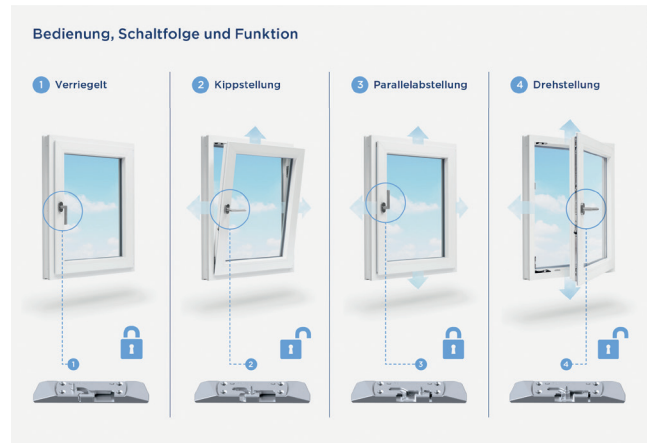 Bedienung, Schaltfolge und Funktion
1 Verriegelt
2 Kippstellung
3 Parallelabstellung
4 Drehstellung
1
2
3
4